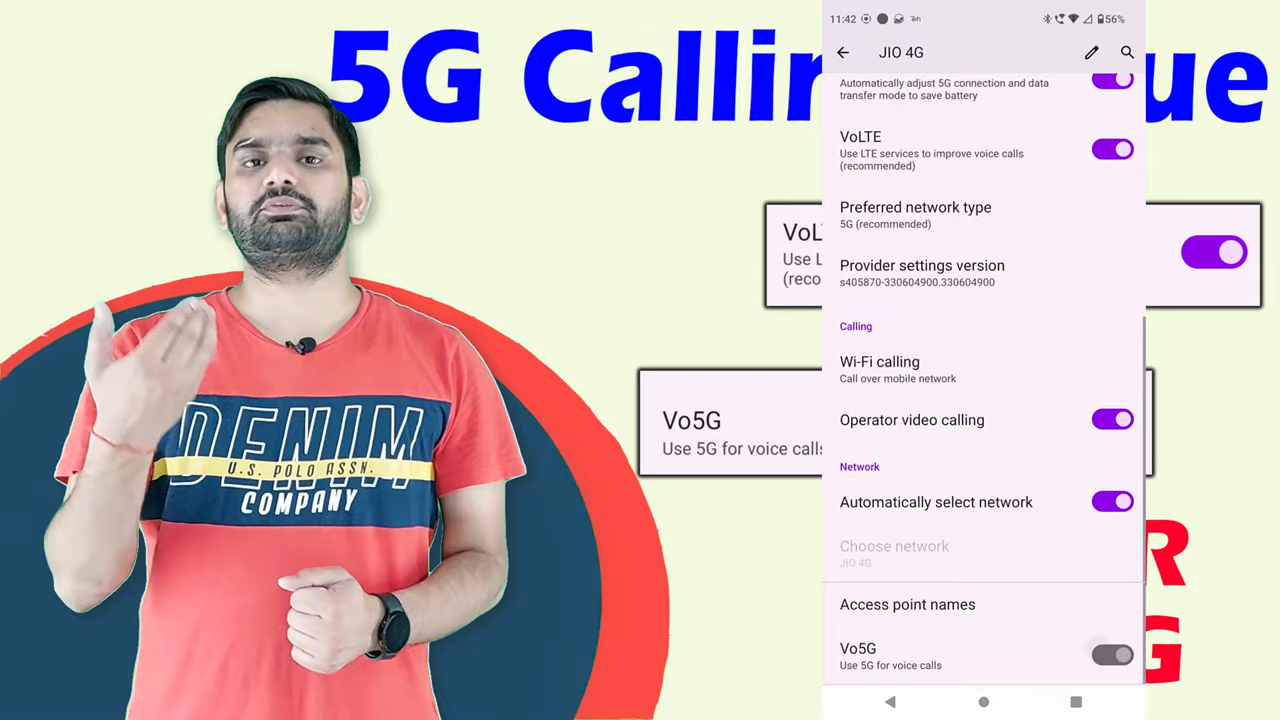 5G Callin
ue
11:42
56%
JIO 4G
Automatically adjust 5G connection and data
transfer mode to save battery
VoLTE
Use LTE services to improve voice calls
(recommended)
Preferred network type
5G (recommended)
Provider settings version
s405870-330604900.330604900
Calling
Wi-Fi calling
Call over mobile network
Operator video calling
Network
Automatically select network
Choose network
JIO 4G
Access point names
Vo5G
Use 5G for voice calls
VoL
Use L
(reco
Vo5G
Use 5G for voice calls
R
G
DENIM
U.S. POLO ASSN.
COMPANY